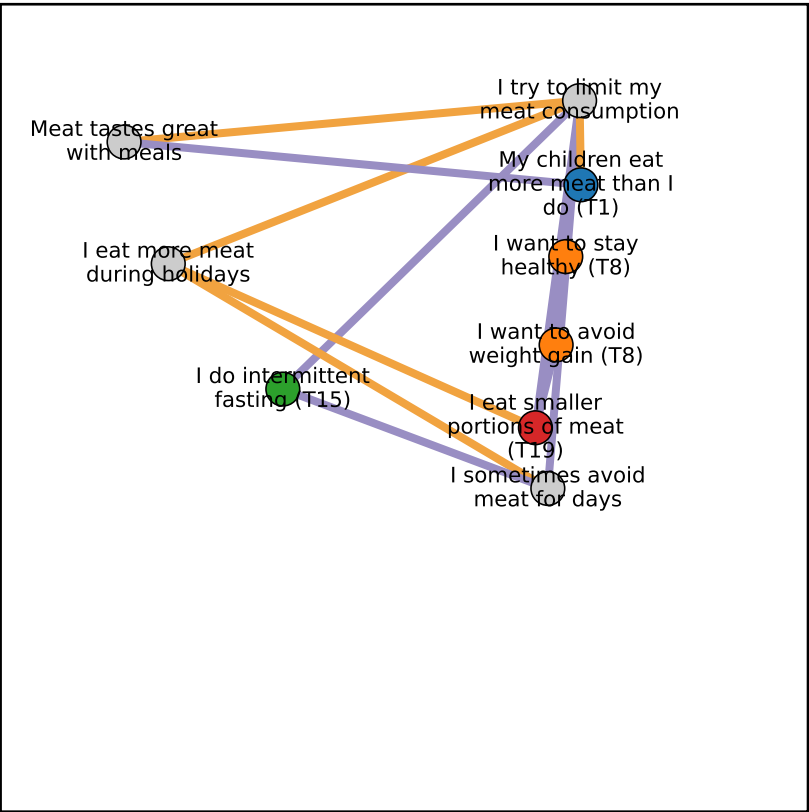 I try to limit my
meat consumption
Meat tastes great
with meals
My children eat
more meat than I
do (T1)
I want to stay
healthy (T8)
I eat more meat
during holidays
I want to avoid
weight gain (T8)
I do intermittent
fasting (T15)
I eat smaller
portions of meat
(T19)
I sometimes avoid
meat for days